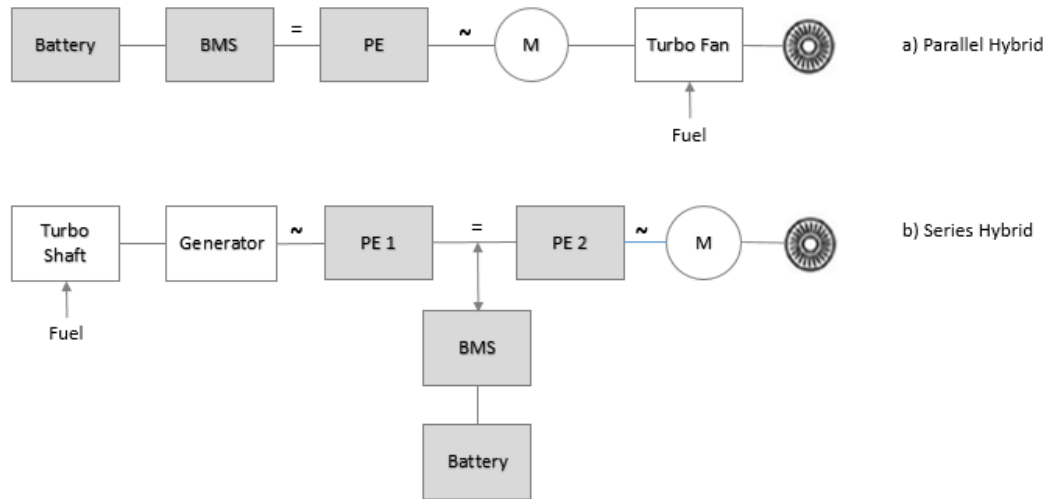 Battery
BMS
=
PE
~
M
Turbo Fan
a) Parallel Hybrid
Fuel
Turbo
Shaft
Generator
~
PE 1
=
PE 2
~
M
b) Series Hybrid
Fuel
BMS
Battery